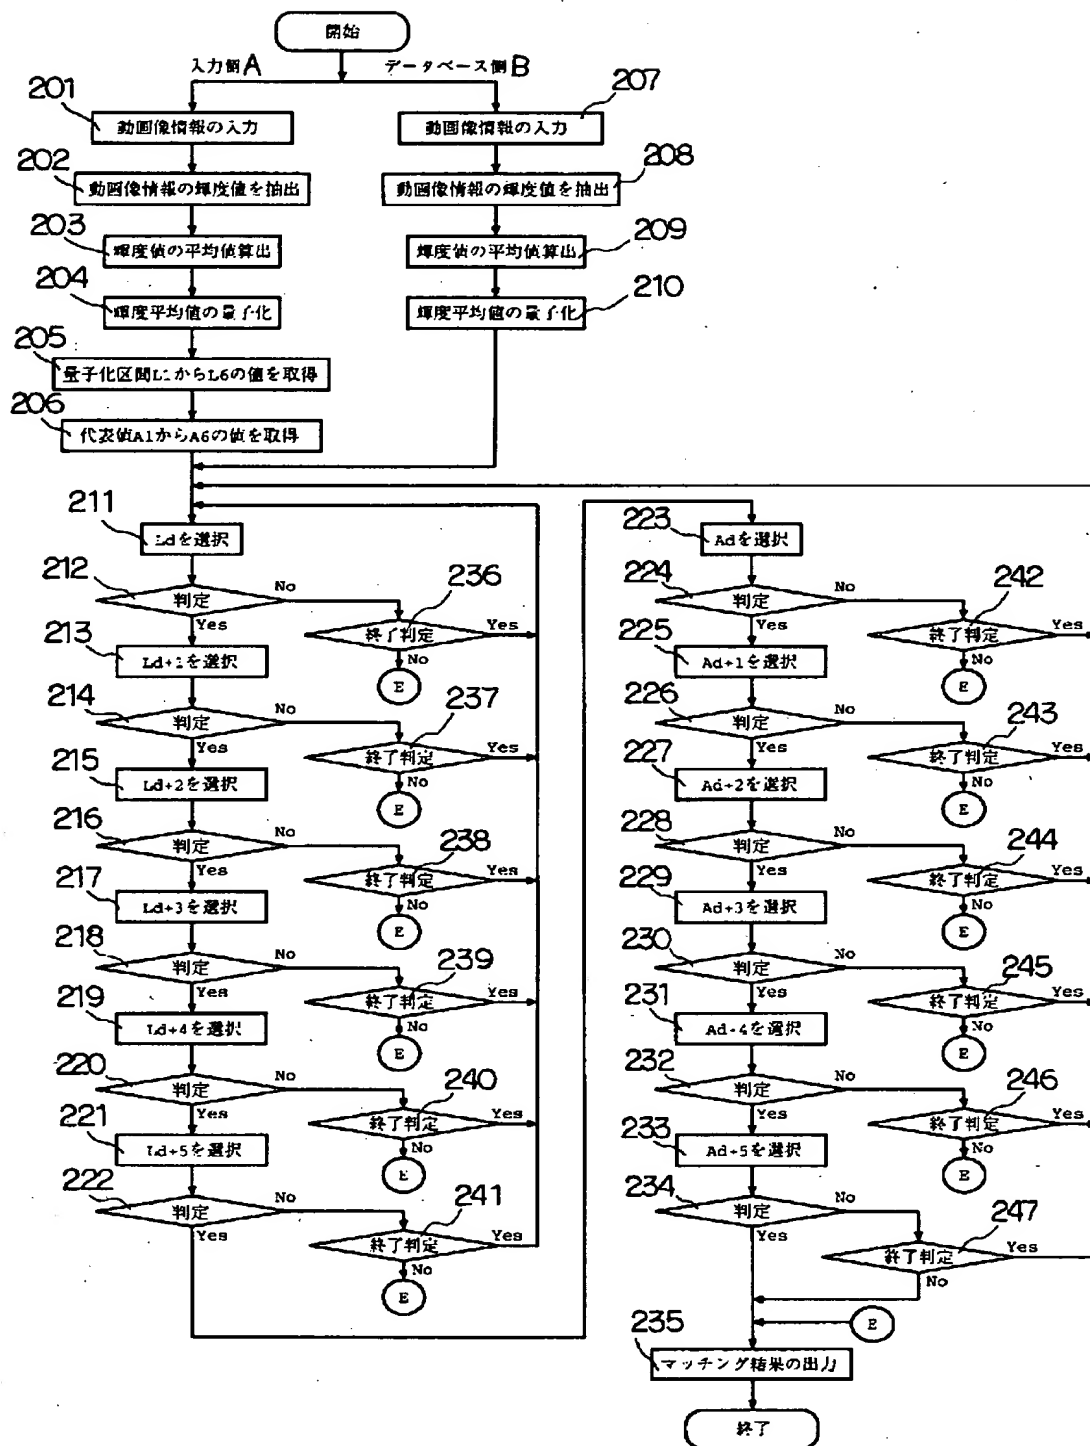 開始
入力側A
データベース側B
201
動画像情報の入力
207
動画像情報の入力
202
動画像情報の輝度値を抽出
208
動画像情報の輝度値を抽出
203
輝度値の平均値算出
209
輝度値の平均値算出
204
輝度平均値の量子化
210
輝度平均値の量子化
205
量子化区間L1からL6の値を取得
206
代表値A1からA6の値を取得
211
Ldを選択
212
判定
No
Yes
236
終了判定
Yes
No
E
213
Ld+1を選択
214
判定
No
Yes
237
終了判定
Yes
No
E
215
Ld+2を選択
216
判定
No
Yes
238
終了判定
Yes
No
E
217
Ld+3を選択
218
判定
No
Yes
239
終了判定
Yes
No
E
219
Ld+4を選択
220
判定
No
Yes
240
終了判定
Yes
No
E
221
Ld+5を選択
222
判定
No
Yes
241
終了判定
Yes
No
E
223
Adを選択
224
判定
No
Yes
242
終了判定
Yes
No
E
225
Ad+1を選択
226
判定
No
Yes
243
終了判定
Yes
No
E
227
Ad+2を選択
228
判定
No
Yes
244
終了判定
Yes
No
E
229
Ad+3を選択
230
判定
No
Yes
245
終了判定
Yes
No
E
231
Ad+4を選択
232
判定
No
Yes
246
終了判定
Yes
No
E
233
Ad+5を選択
234
判定
No
Yes
247
終了判定
Yes
No
E
235
マッチング結果の出力
終了